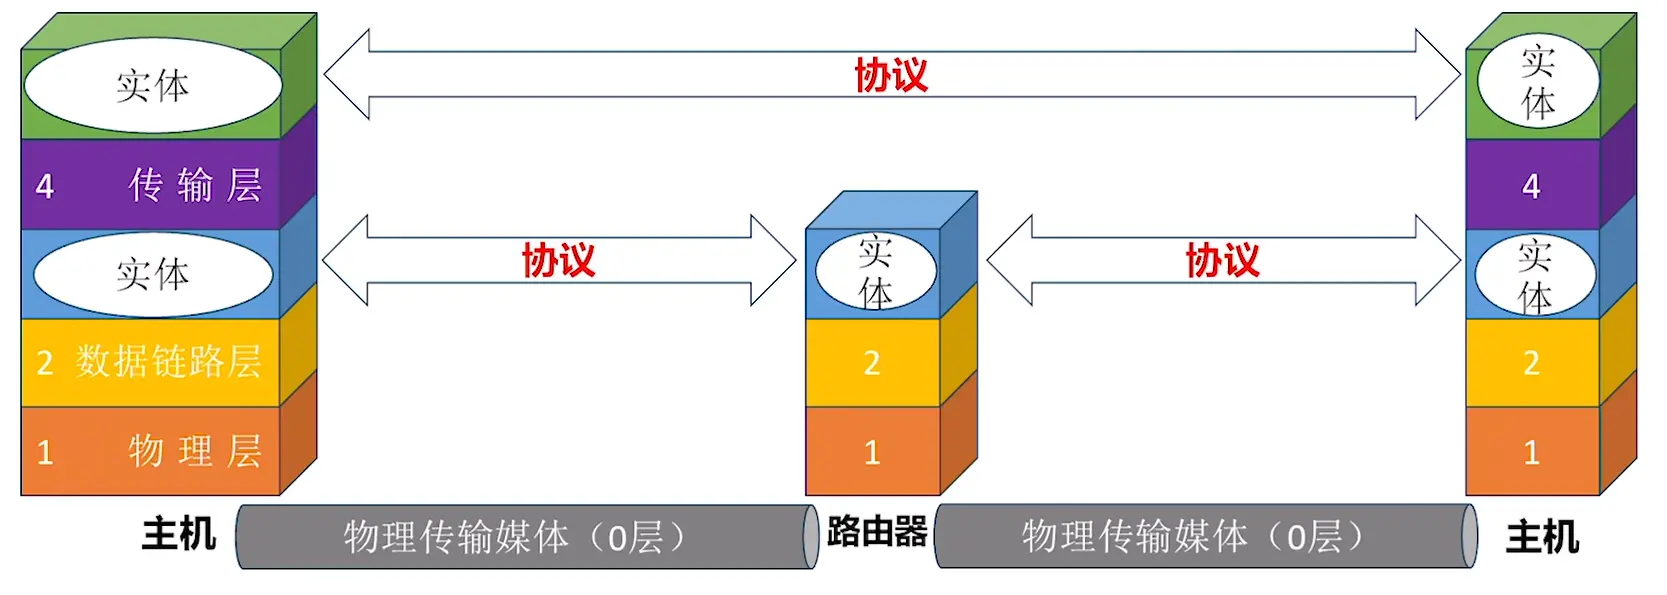 实体
协议
实
体
4 传输层
4
实体
协议
实
体
协议
实
体
2 数据链路层
2
2
1 物理层
1
1
主机
物理传输媒体（0层）
路由器
物理传输媒体（0层）
主机